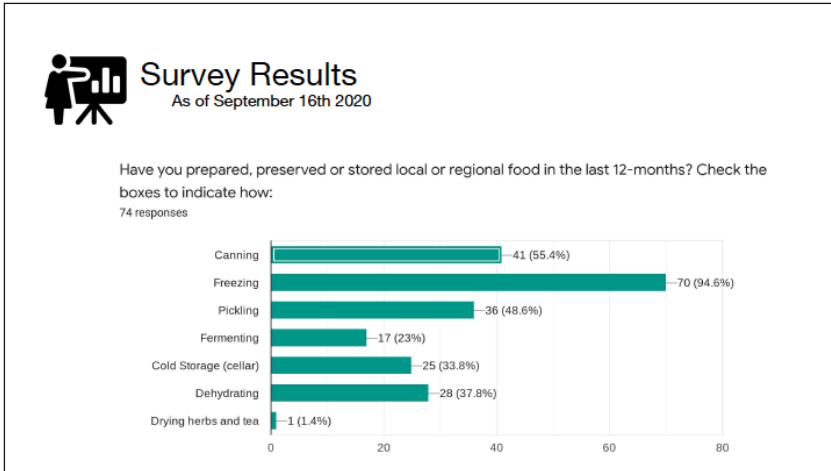 Survey Results
As of September 16th 2020
Have you prepared, preserved or stored local or regional food in the last 12-months? Check the
boxes to indicate how:
74 responses
Canning
41 (55.4%)
Freezing
70 (94.6%)
Pickling
36 (48.6%)
Fermenting
17 (23%)
Cold Storage (cellar)
25 (33.8%)
Dehydrating
28 (37.8%)
Drying herbs and tea
1 (1.4%)
0
20
40
60
80